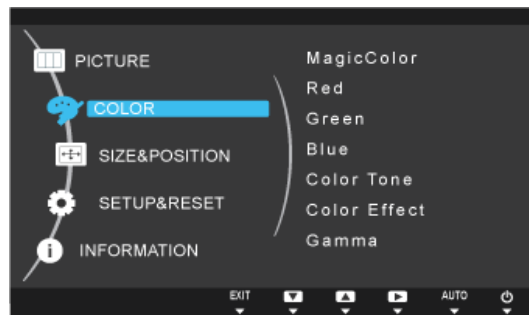 PICTURE
COLOR
SIZE&POSITION
SETUP&RESET
INFORMATION
MagicColor
Red
Green
Blue
Color Tone
Color Effect
Gamma
EXIT
AUTO